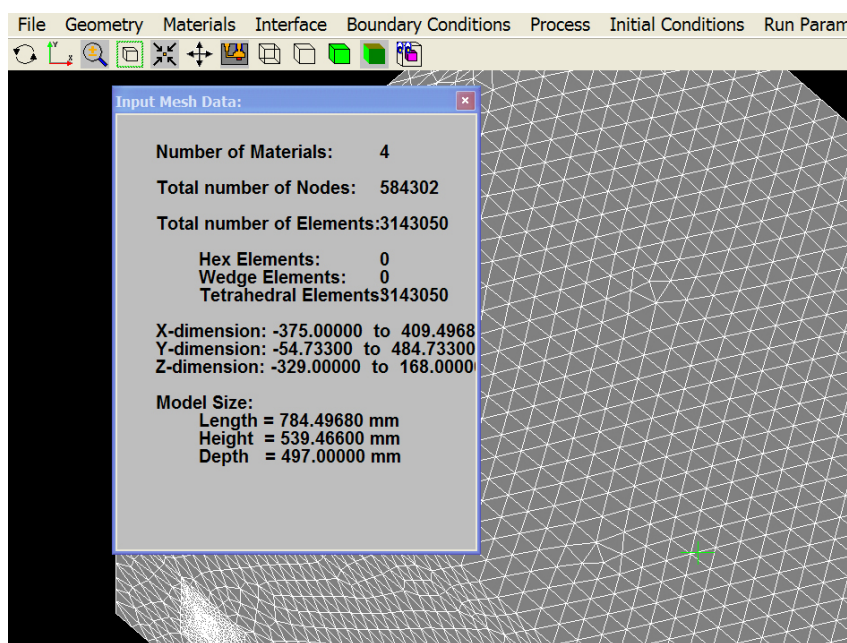 File Geometry Materials Interface Boundary Conditions Process Initial Conditions Run Param
Input Mesh Data:
Number of Materials: 4
Total number of Nodes: 584302
Total number of Elements:3143050
Hex Elements: 0
Wedge Elements: 0
Tetrahedral Elements3143050
X-dimension: -375.00000 to 409.4968
Y-dimension: -54.73300 to 484.73300
Z-dimension: -329.00000 to 168.0000
Model Size:
Length = 784.49680 mm
Height = 539.46600 mm
Depth = 497.00000 mm